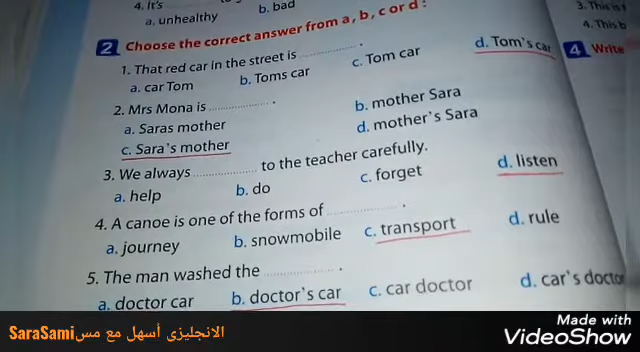 4. It's
a. unhealthy
b. bad
3. This is
4. This b
2 Choose the correct answer from a, b, c or d :
4 Write
1. That red car in the street is .................... .
a. car Tom
b. Toms car
c. Tom car
d. Tom's car
2. Mrs Mona is .................... .
a. Saras mother
b. mother Sara
c. Sara's mother
d. mother's Sara
3. We always .................... to the teacher carefully.
a. help
b. do
c. forget
d. listen
4. A canoe is one of the forms of .................... .
a. journey
b. snowmobile
c. transport
d. rule
5. The man washed the .................... .
a. doctor car
b. doctor's car
c. car doctor
d. car's doctor
الانجليزى أسهل مع مس SaraSami
Made with
VideoShow